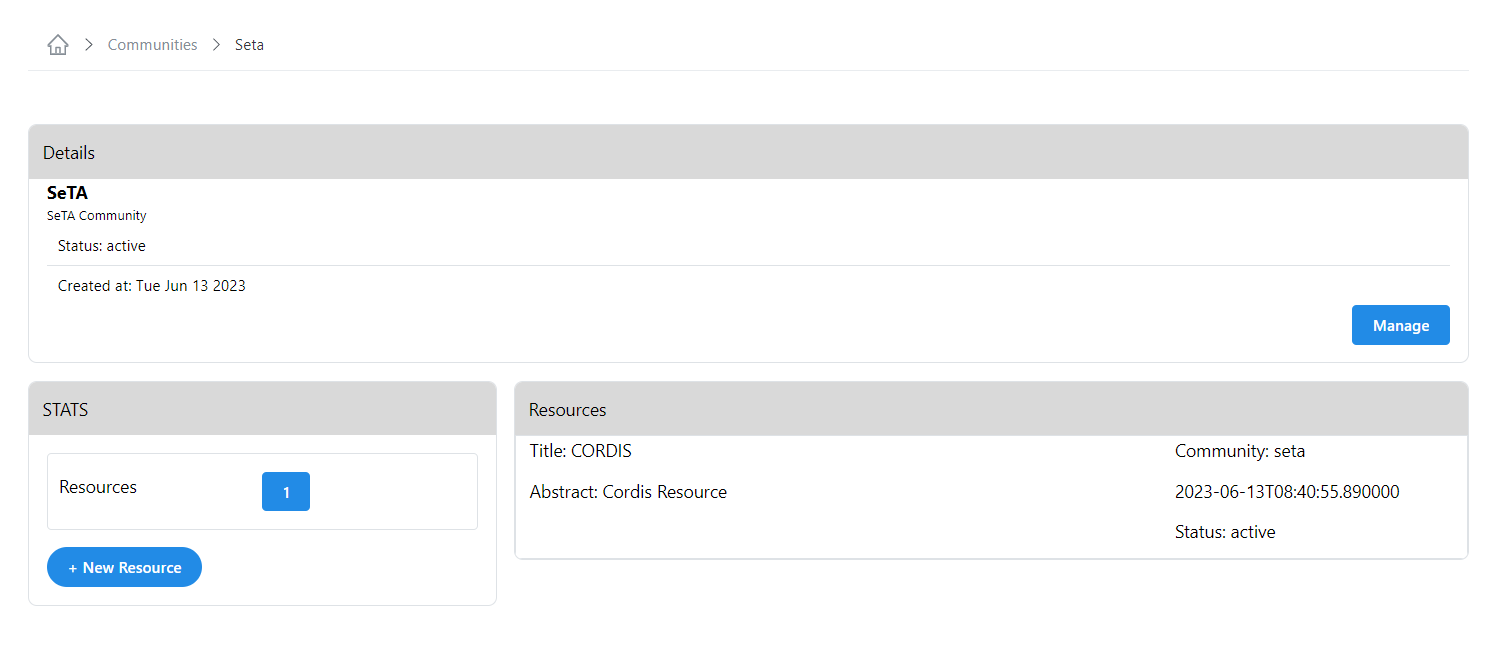 Communities
Seta
Details
SeTA
SeTA Community
Status: active
Created at: Tue Jun 13 2023
Manage
STATS
Resources
1
+ New Resource
Resources
Title: CORDIS
Community: seta
Abstract: Cordis Resource
2023-06-13T08:40:55.890000
Status: active